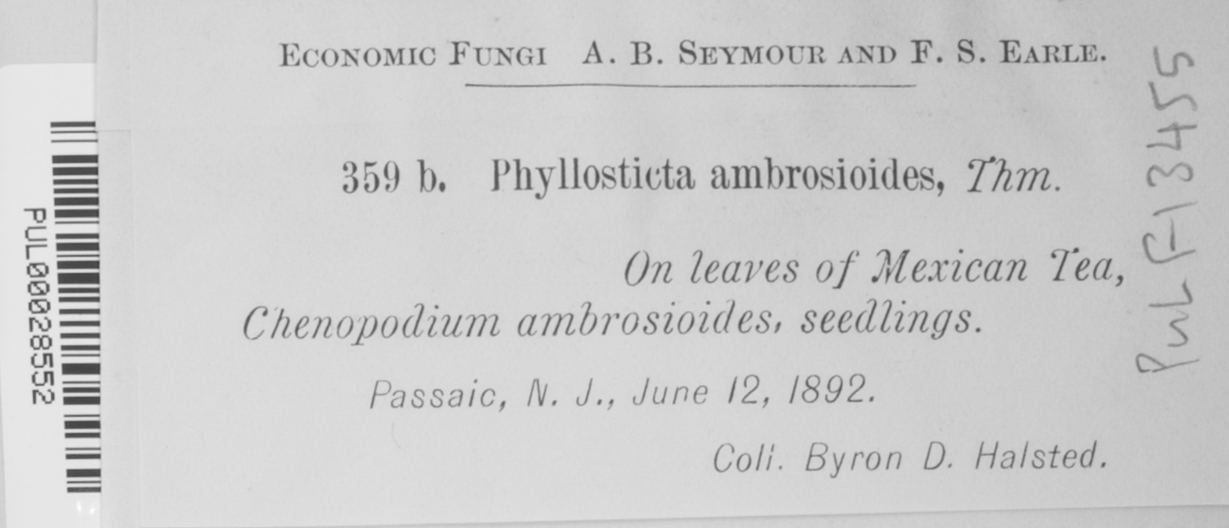 ECONOMIC FUNGI A. B. SEYMOUR AND F. S. EARLE.
359 b. Phyllosticta ambrosioides, Thm.
On leaves of Mexican Tea,
Chenopodium ambrosioides, seedlings.
Passaic, N. J., June 12, 1892.
Coll. Byron D. Halsted.
PUL F13455
PUL00028552